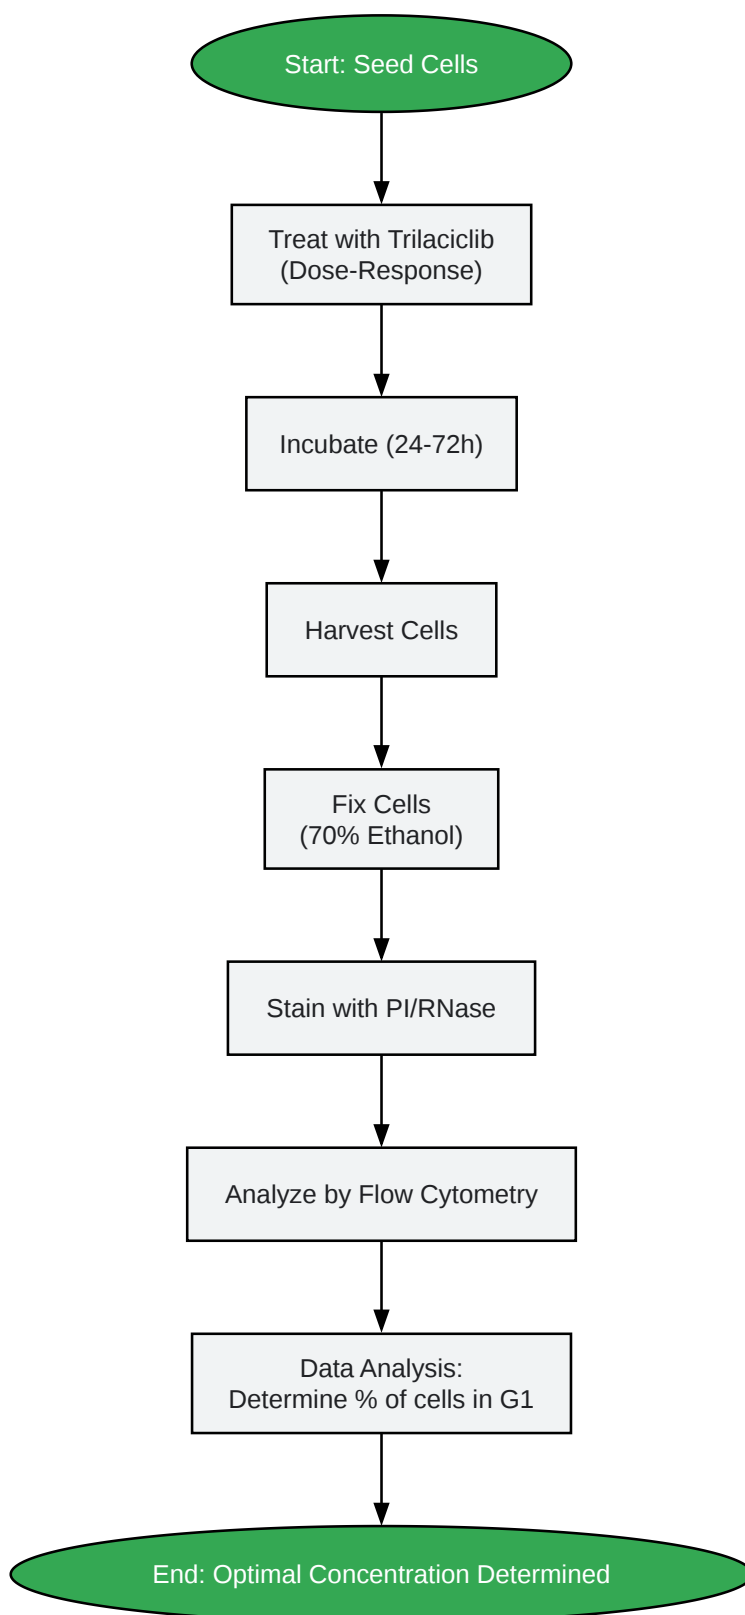 Start: Seed Cells
Treat with Trilaciclib
(Dose-Response)
Incubate (24-72h)
Harvest Cells
Fix Cells
(70% Ethanol)
Stain with PI/RNase
Analyze by Flow Cytometry
Data Analysis:
Determine % of cells in G1
End: Optimal Concentration Determined